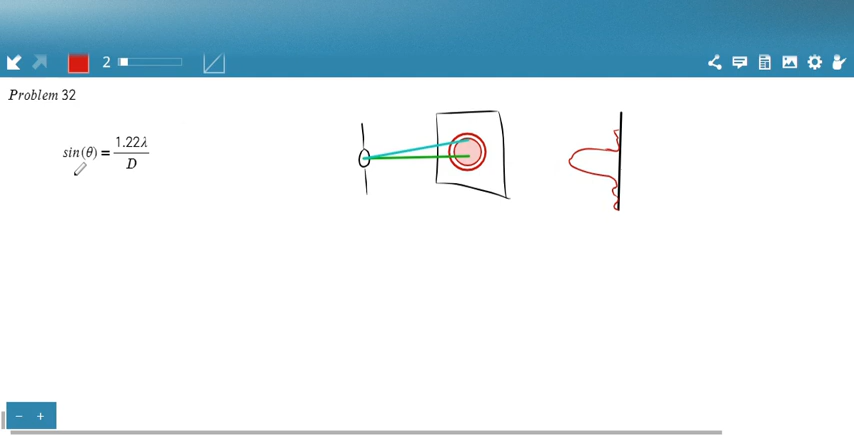 2
Problem 32
sin(θ) = 1.22λ / D
− +